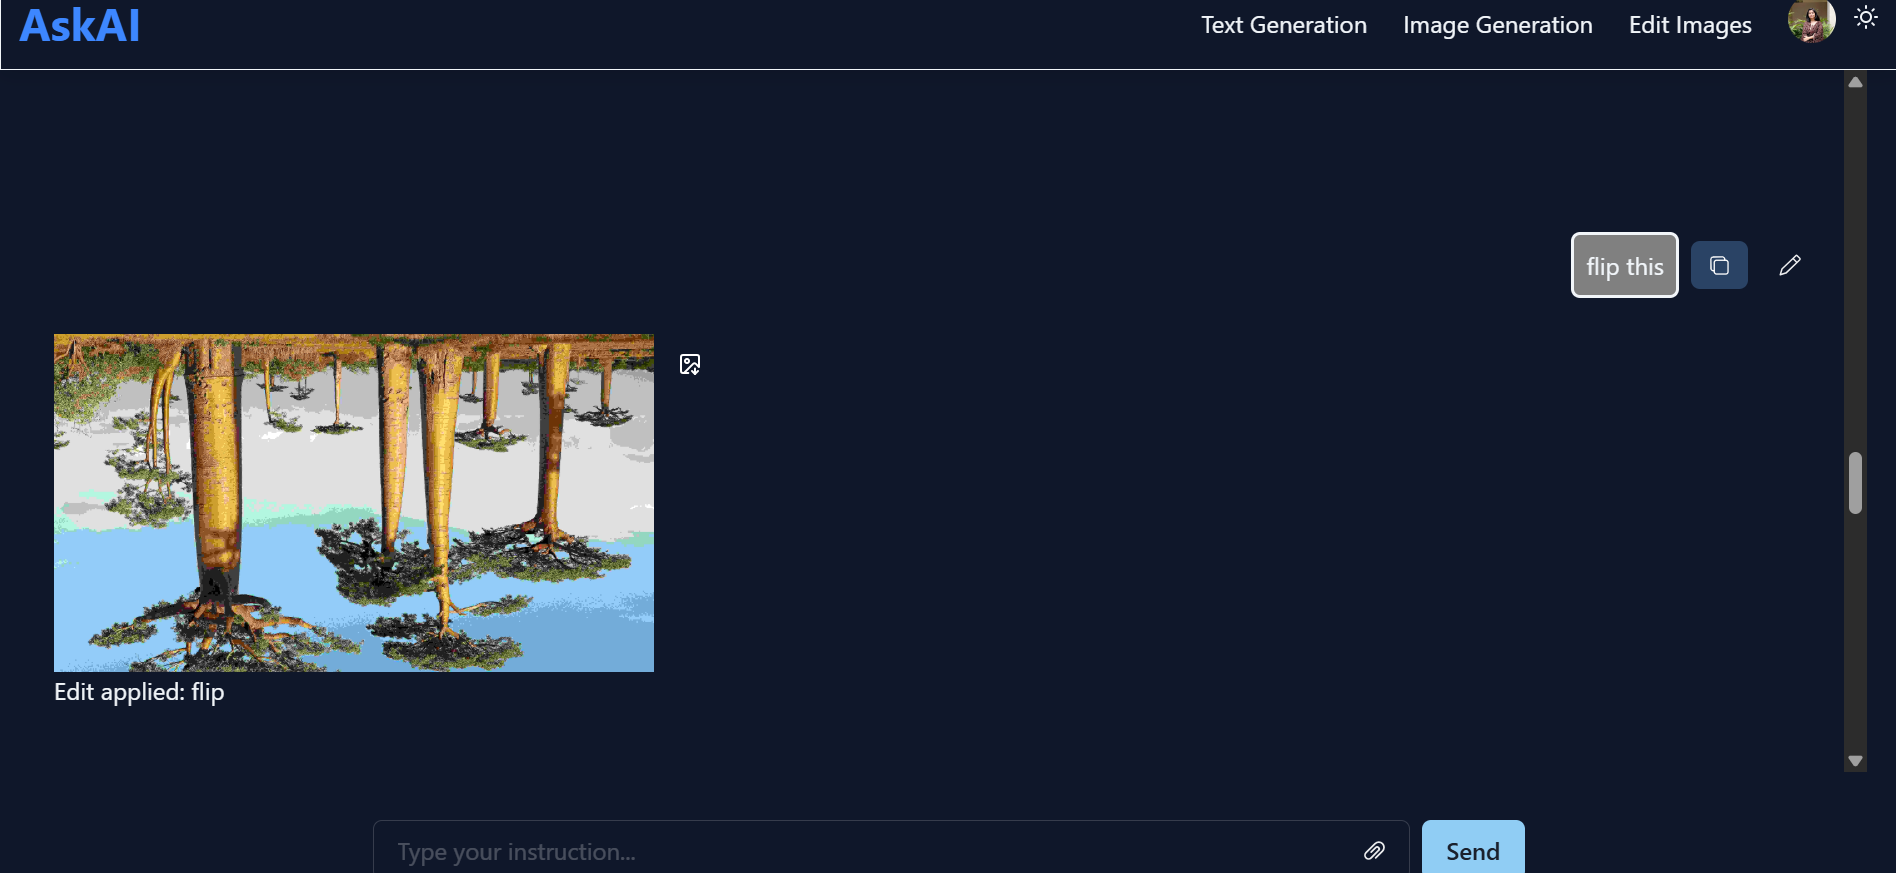 AskAI
Text Generation
Image Generation
Edit Images
flip this
Edit applied: flip
Type your instruction...
Send